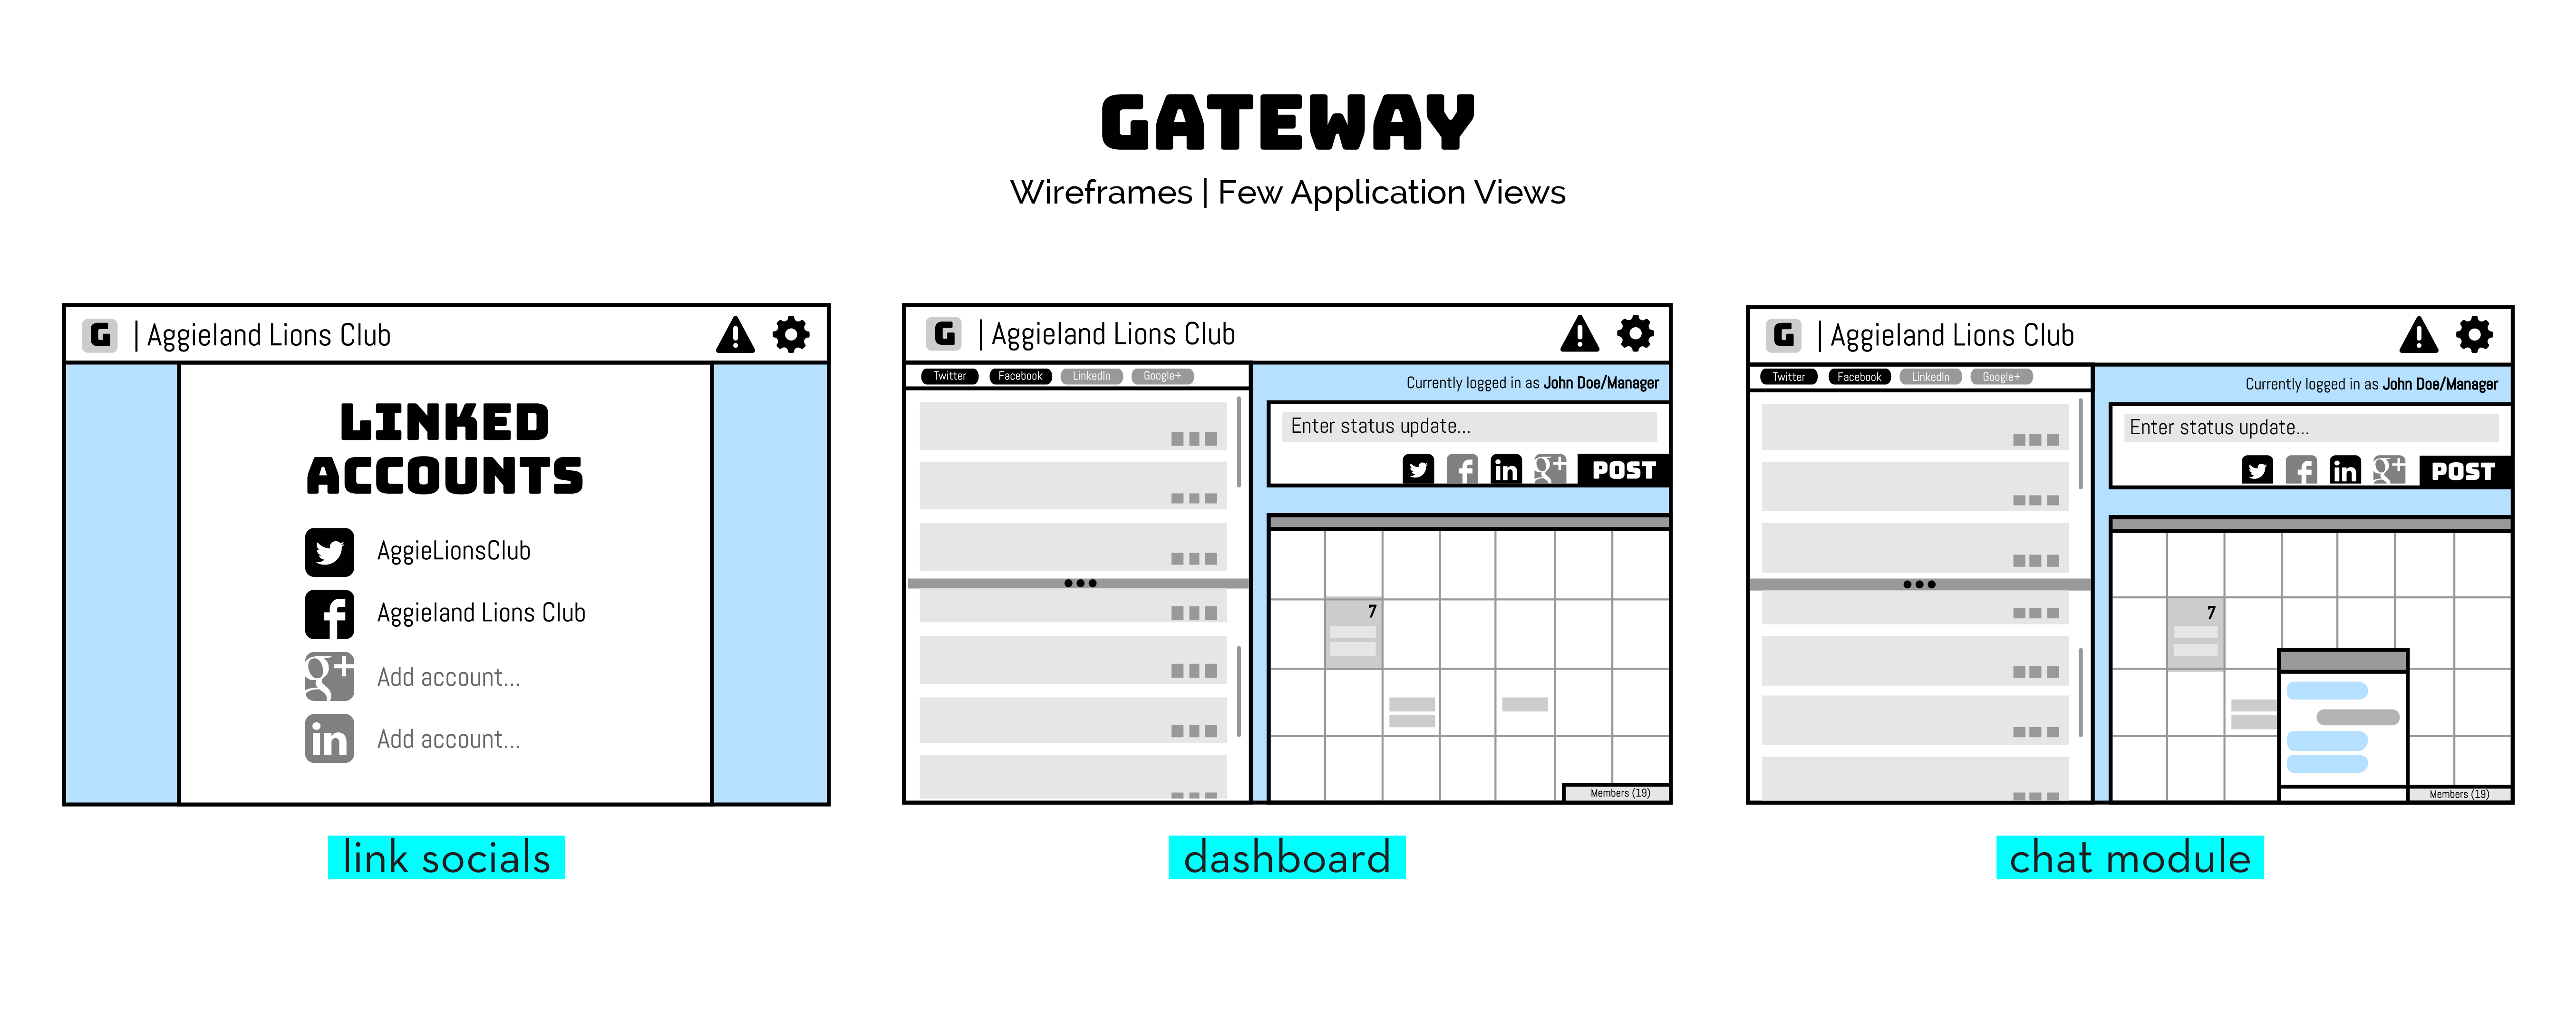 GATEWAY
Wireframes | Few Application Views
G | Aggieland Lions Club
LINKED
ACCOUNTS
AggieLionsClub
f Aggieland Lions Club
g+ Add account...
in Add account...
link socials
G | Aggieland Lions Club
Twitter Facebook LinkedIn Google+
Currently logged in as John Doe/Manager
Enter status update...
f in g+ POST
7
Members (19)
dashboard
G | Aggieland Lions Club
Twitter Facebook LinkedIn Google+
Currently logged in as John Doe/Manager
Enter status update...
f in g+ POST
7
Members (19)
chat module